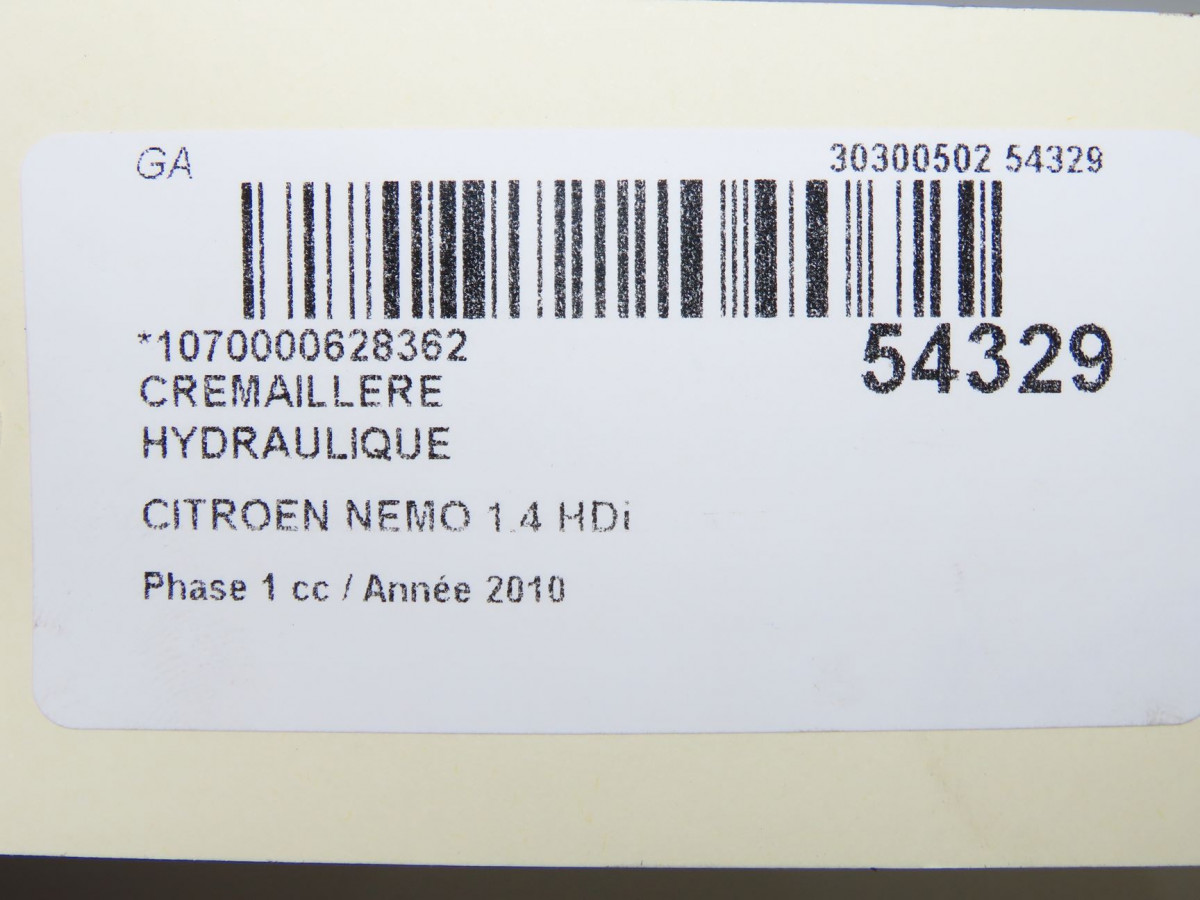 GA
30300502 54329
*1070000628362
54329
CREMAILLERE
HYDRAULIQUE
CITROEN NEMO 1.4 HDi
Phase 1 cc / Année 2010